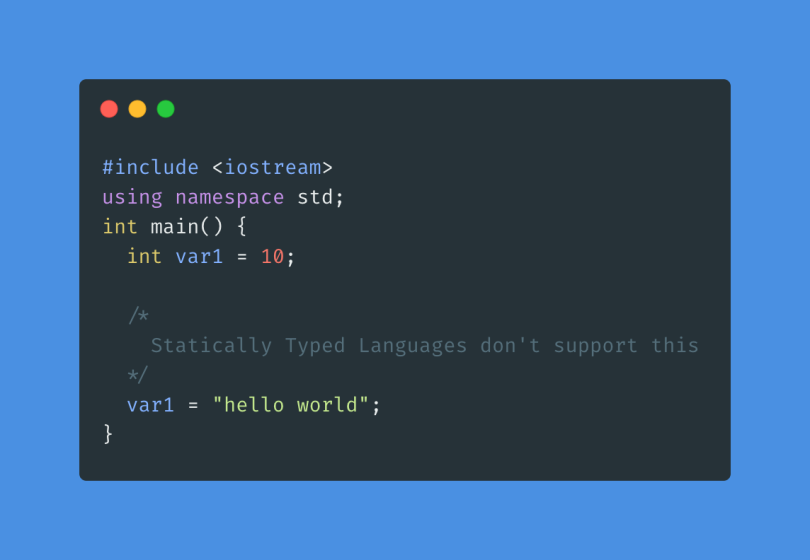 #include <iostream>
using namespace std;
int main() {
  int var1 = 10;

  /*
    Statically Typed Languages don't support this
  */
  var1 = "hello world";
}